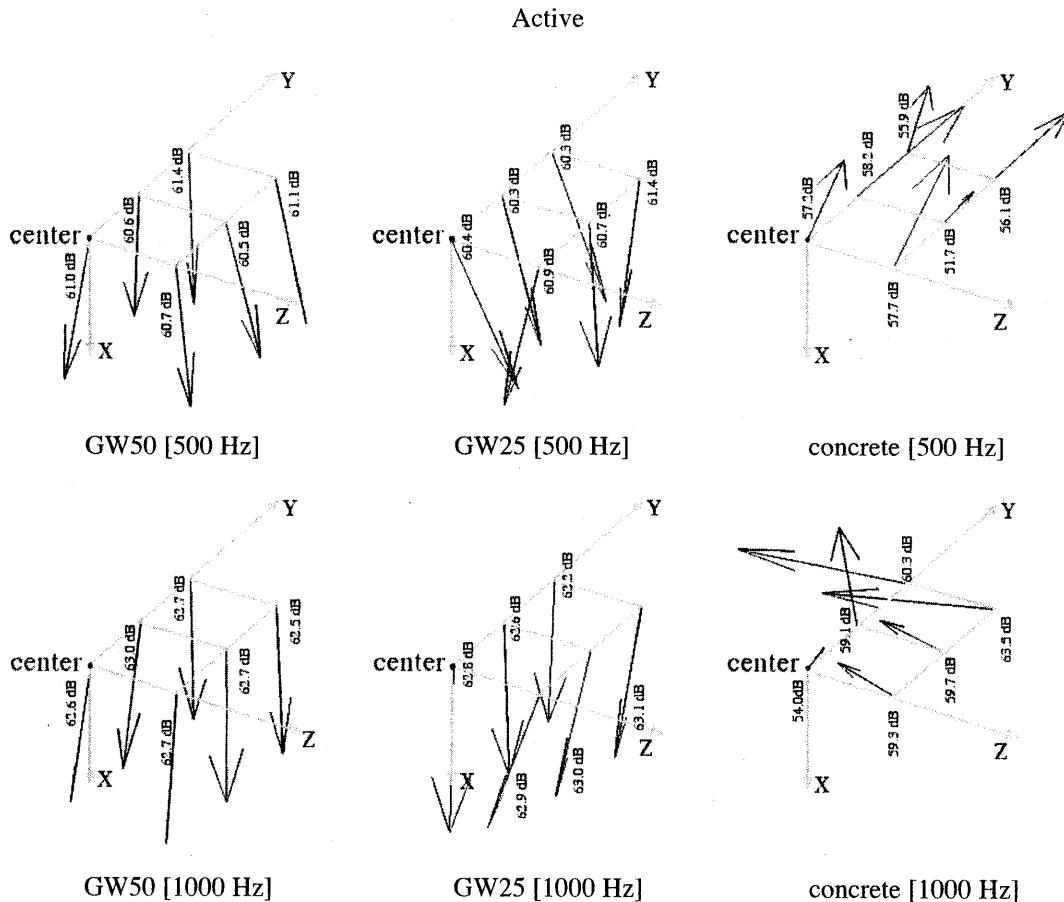 Active
Y
61.4 dB
61.1 dB
60.6 dB
60.5 dB
center
61.0 dB
60.7 dB
Z
X
GW50 [500 Hz]
Y
60.3 dB
61.4 dB
60.3 dB
60.7 dB
center
60.4 dB
60.9 dB
Z
X
GW25 [500 Hz]
Y
55.9 dB
58.2 dB
57.2dB
56.1 dB
51.7 dB
center
57.7 dB
Z
X
concrete [500 Hz]
Y
62.7 dB
62.5 dB
63.0 dB
62.7 dB
center
62.6 dB
62.7 dB
Z
X
GW50 [1000 Hz]
Y
62.2 dB
62.6 dB
center
62.8 dB
63.1 dB
63.0 dB
62.9 dB
Z
X
GW25 [1000 Hz]
Y
60.3 dB
59.1 dB
63.5 dB
59.7 dB
center
54.0dB
59.3 dB
Z
X
concrete [1000 Hz]